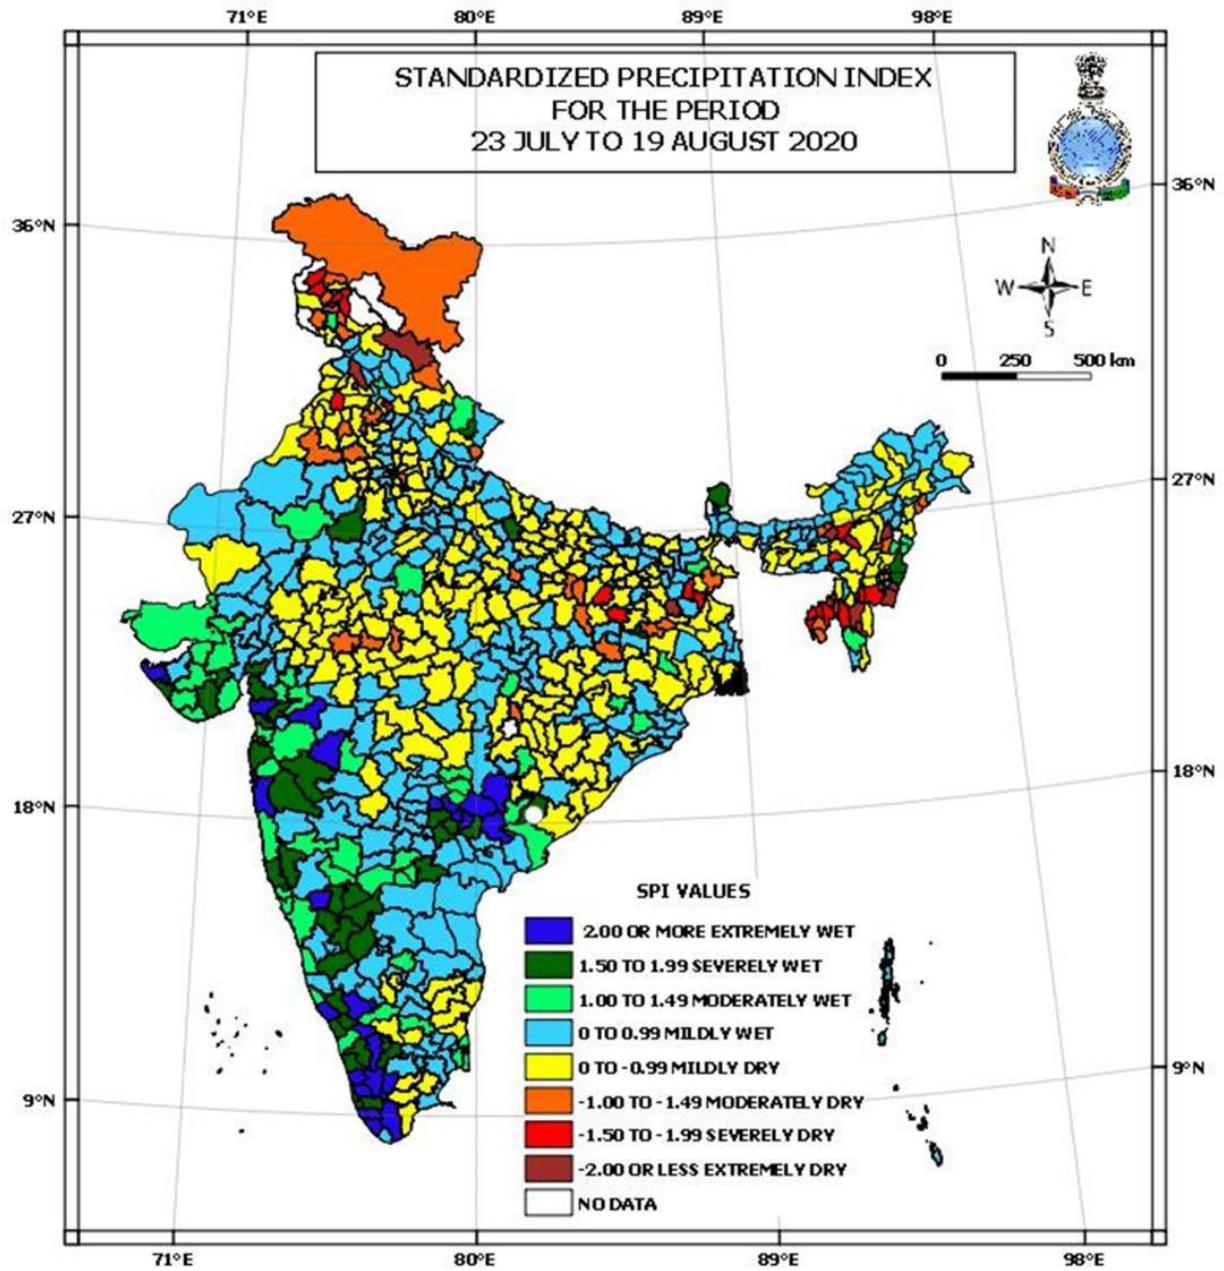 71°E 80°E 89°E 98°E
STANDARDIZED PRECIPITATION INDEX
FOR THE PERIOD
23 JULY TO 19 AUGUST 2020
36°N 36°N
N
W E
S
0 250 500 km
27°N 27°N
18°N 18°N
SPI VALUES
2.00 OR MORE EXTREMELY WET
1.50 TO 1.99 SEVERELY WET
1.00 TO 1.49 MODERATELY WET
0 TO 0.99 MILDLY WET
0 TO -0.99 MILDLY DRY
-1.00 TO -1.49 MODERATELY DRY
-1.50 TO -1.99 SEVERELY DRY
-2.00 OR LESS EXTREMELY DRY
NO DATA
9°N 9°N
71°E 80°E 89°E 98°E